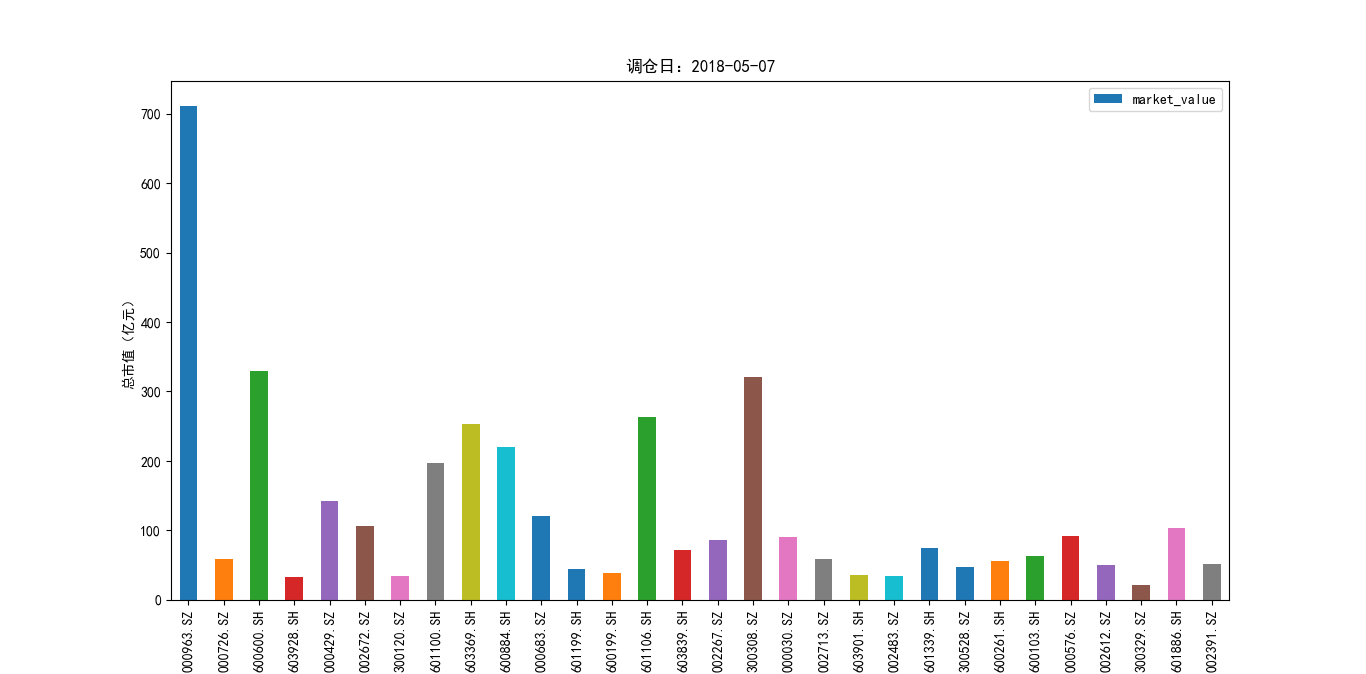 调仓日：2018-05-07
market_value
总市值（亿元）
700
600
500
400
300
200
100
0
000963.SZ
000726.SZ
600600.SH
603928.SH
000429.SZ
002672.SZ
300120.SZ
601100.SH
603369.SH
600884.SH
000683.SZ
601199.SH
600199.SH
601106.SH
603839.SH
002267.SZ
300308.SZ
000030.SZ
002713.SZ
603901.SH
002483.SZ
601339.SH
300528.SZ
600261.SH
600103.SH
000576.SZ
002612.SZ
300329.SZ
601886.SH
002391.SZ